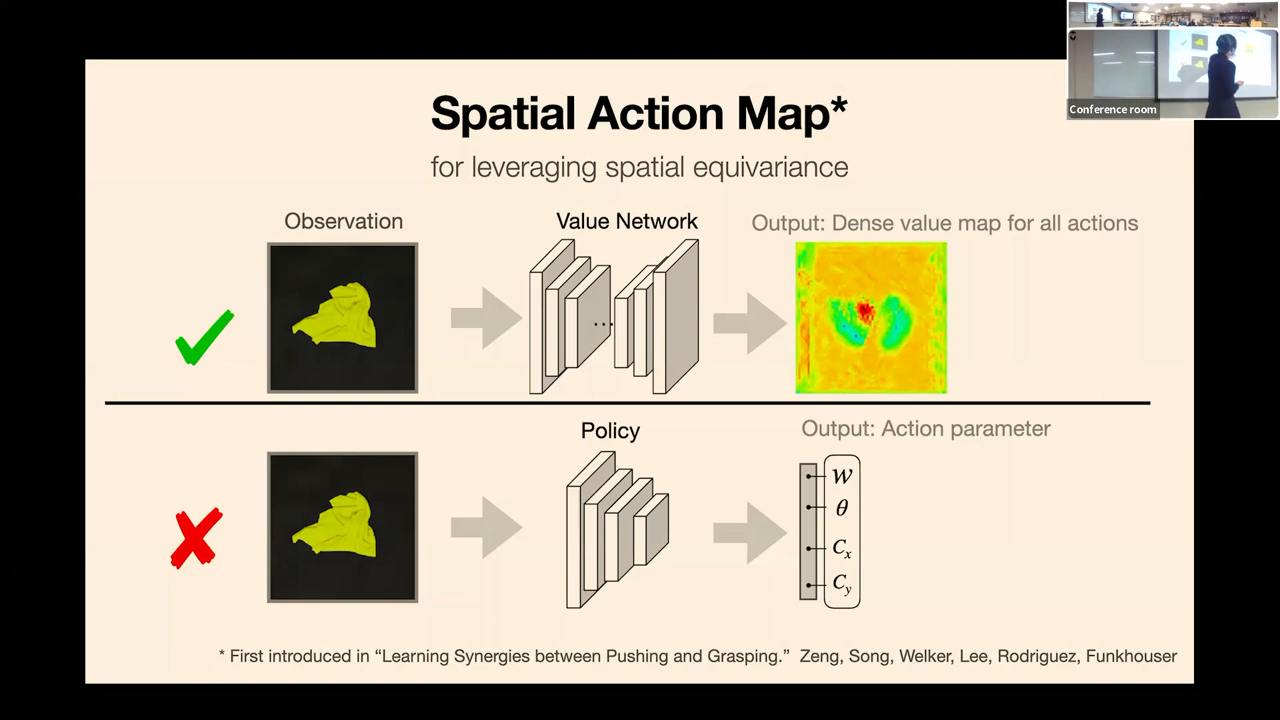 Spatial Action Map*
for leveraging spatial equivariance
Observation
Value Network
Output: Dense value map for all actions
...
Policy
Output: Action parameter
w
θ
Cx
Cy
* First introduced in “Learning Synergies between Pushing and Grasping.” Zeng, Song, Welker, Lee, Rodriguez, Funkhouser
Conference room